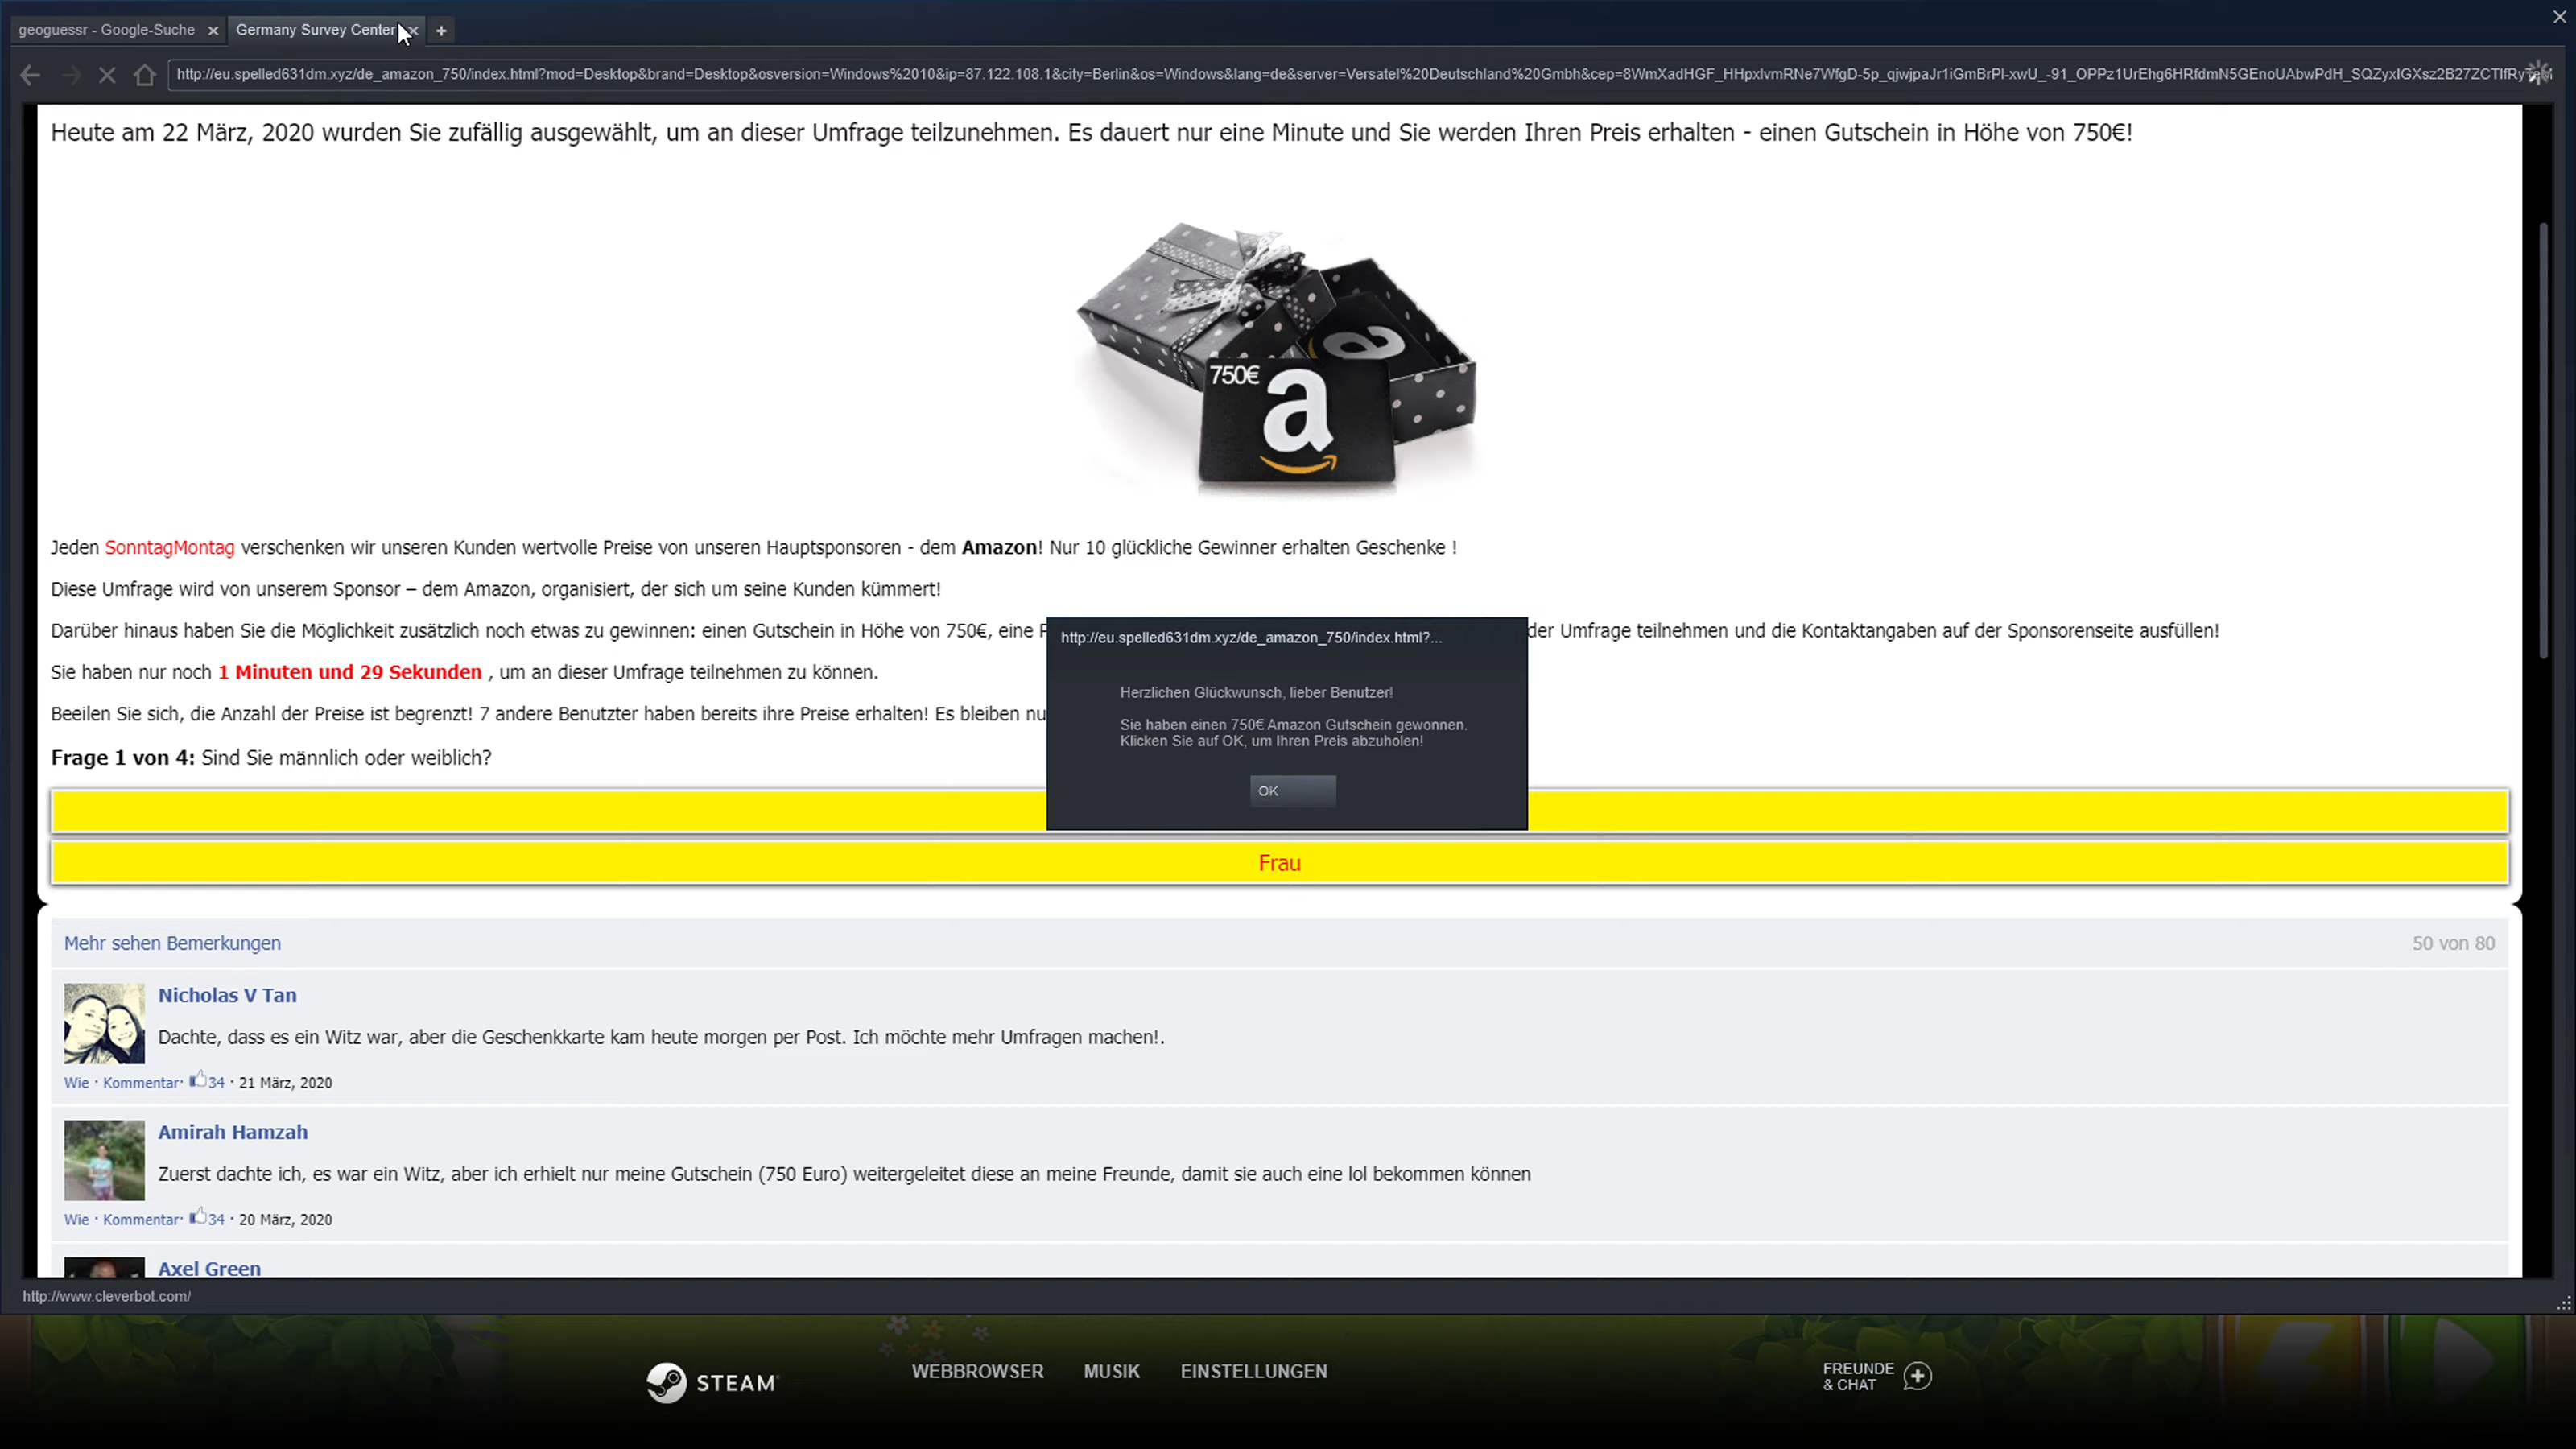 geoguessr - Google-Suche
Germany Survey Center
http://eu.spelled631dm.xyz/de_amazon_750/index.html?mod=Desktop&brand=Desktop&osversion=Windows%2010&ip=87.122.108.1&city=Berlin&os=Windows&lang=de&server=Versatel%20Deutschland%20Gmbh&cep=
Heute am 22 März, 2020 wurden Sie zufällig ausgewählt, um an dieser Umfrage teilzunehmen. Es dauert nur eine Minute und Sie werden Ihren Preis erhalten - einen Gutschein in Höhe von 750€!
750€
a
Jeden SonntagMontag verschenken wir unseren Kunden wertvolle Preise von unseren Hauptsponsoren - dem Amazon! Nur 10 glückliche Gewinner erhalten Geschenke !
Diese Umfrage wird von unserem Sponsor – dem Amazon, organisiert, der sich um seine Kunden kümmert!
Darüber hinaus haben Sie die Möglichkeit zusätzlich noch etwas zu gewinnen: einen Gutschein in Höhe von 750€, eine der Umfrage teilnehmen und die Kontaktangaben auf der Sponsorenseite ausfüllen!
Sie haben nur noch 1 Minuten und 29 Sekunden , um an dieser Umfrage teilnehmen zu können.
Beeilen Sie sich, die Anzahl der Preise ist begrenzt! 7 andere Benutzter haben bereits ihre Preise erhalten! Es bleiben nu
http://eu.spelled631dm.xyz/de_amazon_750/index.html?...
Herzlichen Glückwunsch, lieber Benutzer!
Sie haben einen 750€ Amazon Gutschein gewonnen.
Klicken Sie auf OK, um Ihren Preis abzuholen!
OK
Frage 1 von 4: Sind Sie männlich oder weiblich?
Frau
Mehr sehen Bemerkungen 50 von 80
Nicholas V Tan
Dachte, dass es ein Witz war, aber die Geschenkkarte kam heute morgen per Post. Ich möchte mehr Umfragen machen!.
Wie · Kommentar· 34 · 21 März, 2020
Amirah Hamzah
Zuerst dachte ich, es war ein Witz, aber ich erhielt nur meine Gutschein (750 Euro) weitergeleitet diese an meine Freunde, damit sie auch eine lol bekommen können
Wie · Kommentar· 34 · 20 März, 2020
Axel Green
http://www.cleverbot.com/
STEAM
WEBBROWSER MUSIK EINSTELLUNGEN
FREUNDE
& CHAT